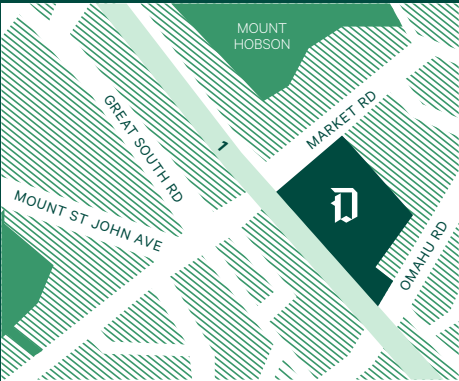 MOUNT
HOBSON
GREAT SOUTH RD
MARKET RD
1
MOUNT ST JOHN AVE
D
OMAHU RD